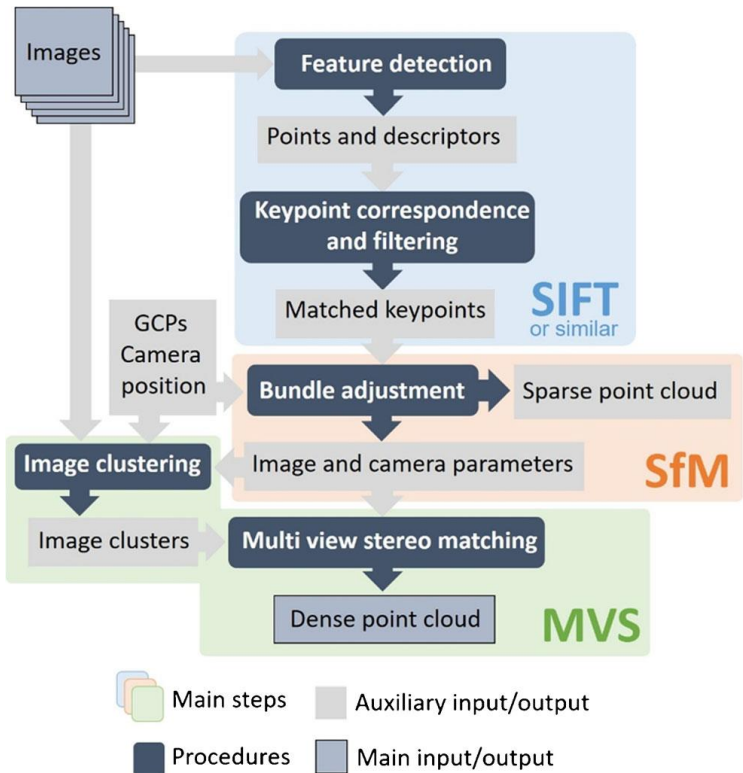 Images
Feature detection
Points and descriptors
Keypoint correspondence
and filtering
SIFT
or similar
Matched keypoints
GCPs
Camera
position
Bundle adjustment
Sparse point cloud
Image clustering
Image and camera parameters
SfM
Image clusters
Multi view stereo matching
Dense point cloud
MVS
Main steps
Auxiliary input/output
Procedures
Main input/output